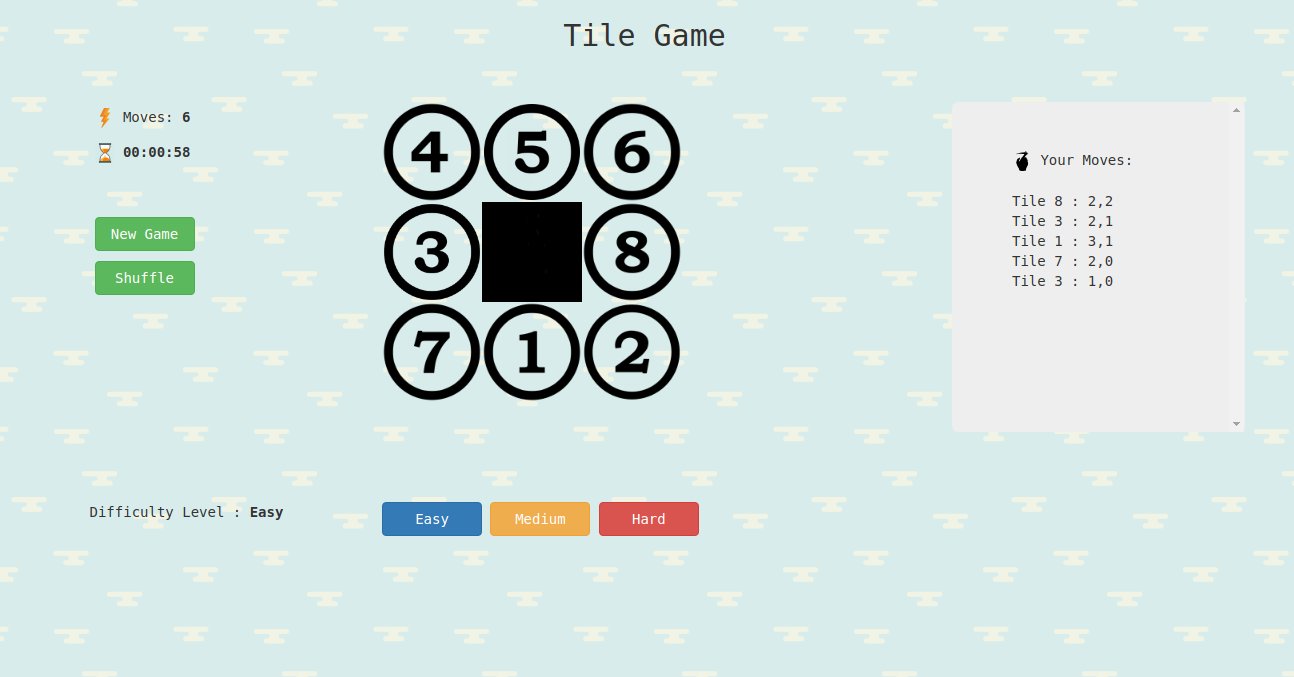 Tile Game
Moves: 6
00:00:58
New Game
Shuffle
4 5 6
3 8
7 1 2
Your Moves:
Tile 8 : 2,2
Tile 3 : 2,1
Tile 1 : 3,1
Tile 7 : 2,0
Tile 3 : 1,0
Difficulty Level : Easy
Easy Medium Hard